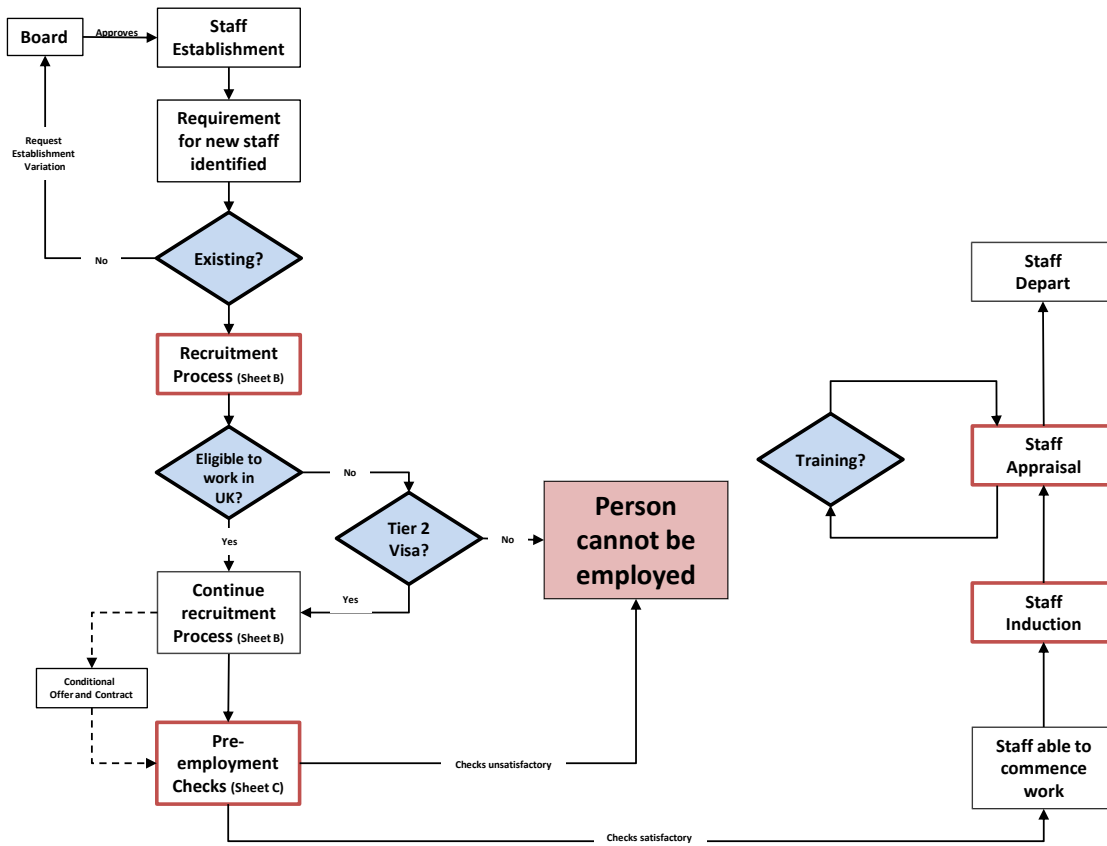 Board
Approves
Staff
Establishment
Requirement
for new staff
identified
Request
Establishment
Variation
No
Existing?
Staff
Depart
Recruitment
Process (Sheet B)
Eligible to
work in
UK?
No
Tier 2
Visa?
No
Person
cannot be
employed
Training?
Staff
Appraisal
Yes
Yes
Continue
recruitment
Process (Sheet B)
Staff
Induction
Conditional
Offer and Contract
Pre-
employment
Checks (Sheet C)
Checks unsatisfactory
Staff able to
commence
work
Checks satisfactory